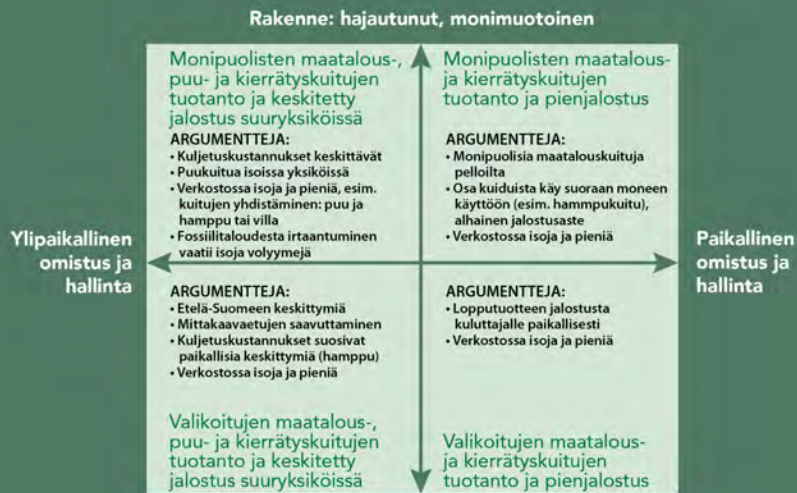 Rakenne: hajautunut, monimuotoinen
Monipuolisten maatalous-,
puu- ja kierrätyskuitujen
tuotanto ja keskitetty
jalostus suuryksiköissä
ARGUMENTTEJA:
• Kuljetuskustannukset keskittävät
• Puukuitua isoissa yksiköissä
• Verkostossa isoja ja pieniä, esim.
kuitujen yhdistäminen: puu ja
hamppu tai villa
• Fossiilitaloudesta irtaantuminen
vaatii isoja volyymejä
Monipuolisten maatalous-
ja kierrätyskuitujen
tuotanto ja pienjalostus
ARGUMENTTEJA:
• Monipuolisia maatalouskuituja
pelloilta
• Osa kuiduista käy suoraan moneen
käyttöön (esim. hammpukuitu),
alhainen jalostusaste
• Verkostossa isoja ja pieniä
Ylipaikallinen
omistus ja
hallinta
Paikallinen
omistus ja
hallinta
ARGUMENTTEJA:
• Etelä-Suomeen keskittymiä
• Mittakaavaetujen saavuttaminen
• Kuljetuskustannukset suosivat
paikallisia keskittymiä (hamppu)
• Verkostossa isoja ja pieniä
Valikoitujen maatalous-,
puu- ja kierrätyskuitujen
tuotanto ja keskitetty
jalostus suuryksiköissä
ARGUMENTTEJA:
• Lopputuotteen jalostusta
kuluttajalle paikallisesti
• Verkostossa isoja ja pieniä
Valikoitujen maatalous-
ja kierrätyskuitujen
tuotanto ja pienjalostus